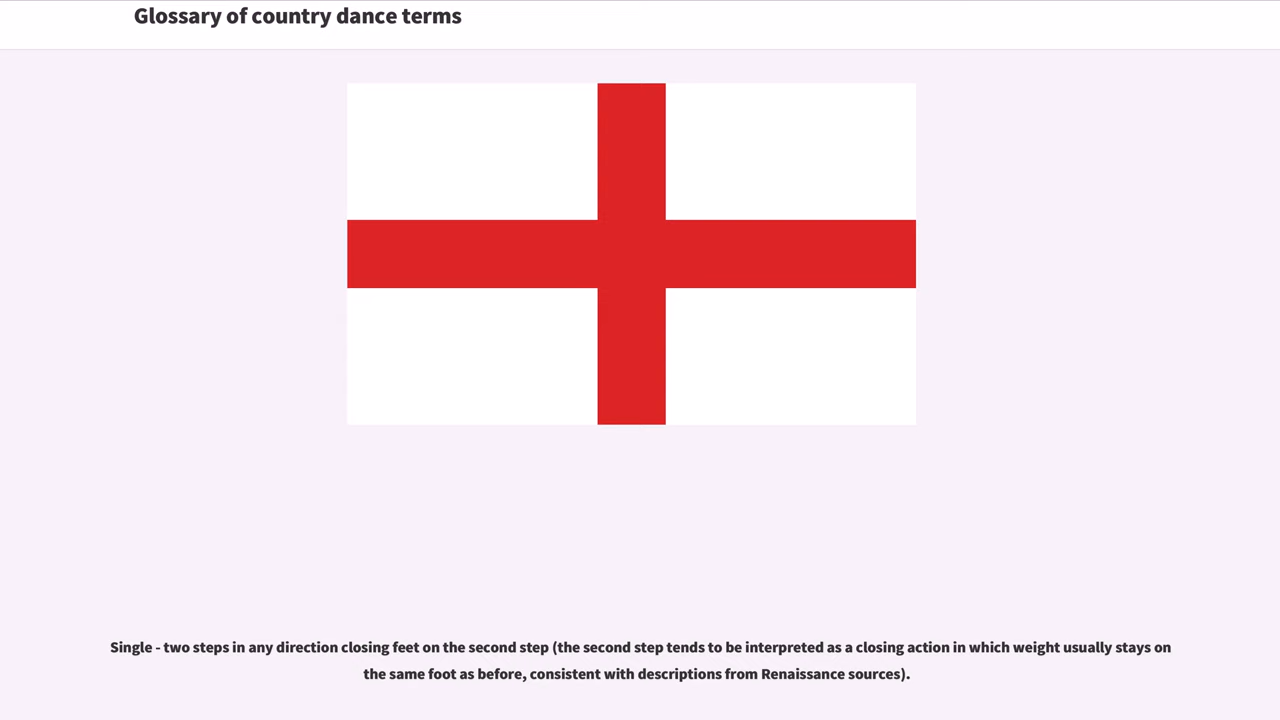 Glossary of country dance terms
Single - two steps in any direction closing feet on the second step (the second step tends to be interpreted as a closing action in which weight usually stays on
the same foot as before, consistent with descriptions from Renaissance sources).